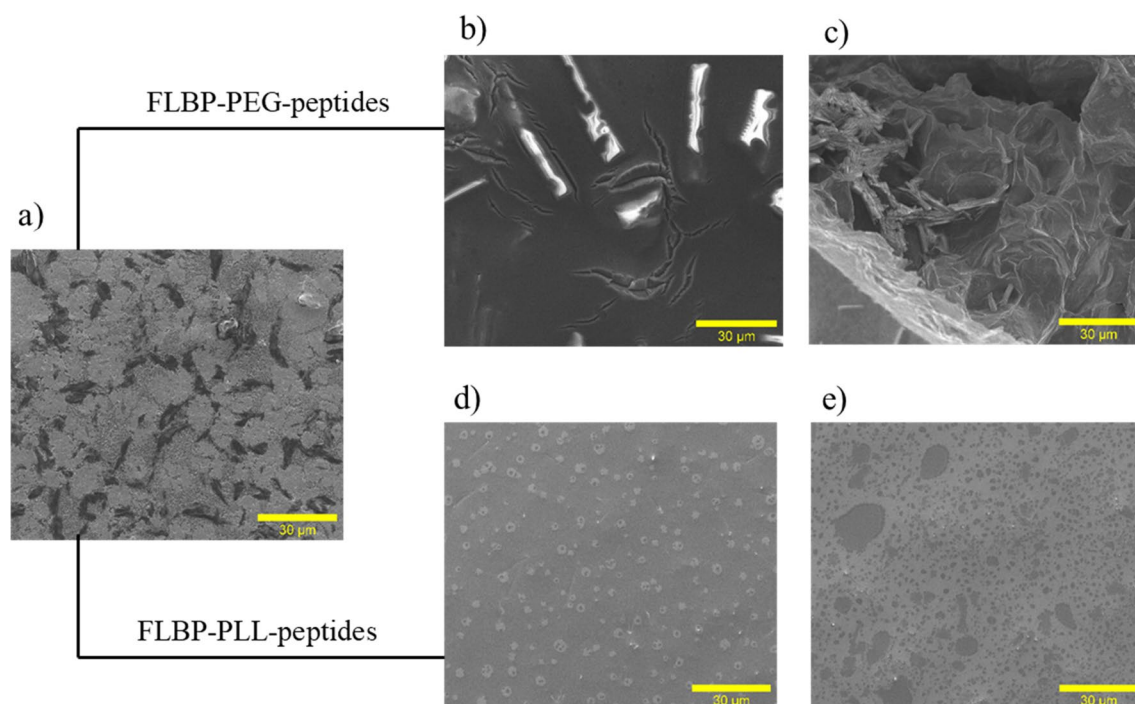 b)
c)
FLBP-PEG-peptides
a)
30 µm
30 µm
d)
e)
30 µm
FLBP-PLL-peptides
30 µm
30 µm